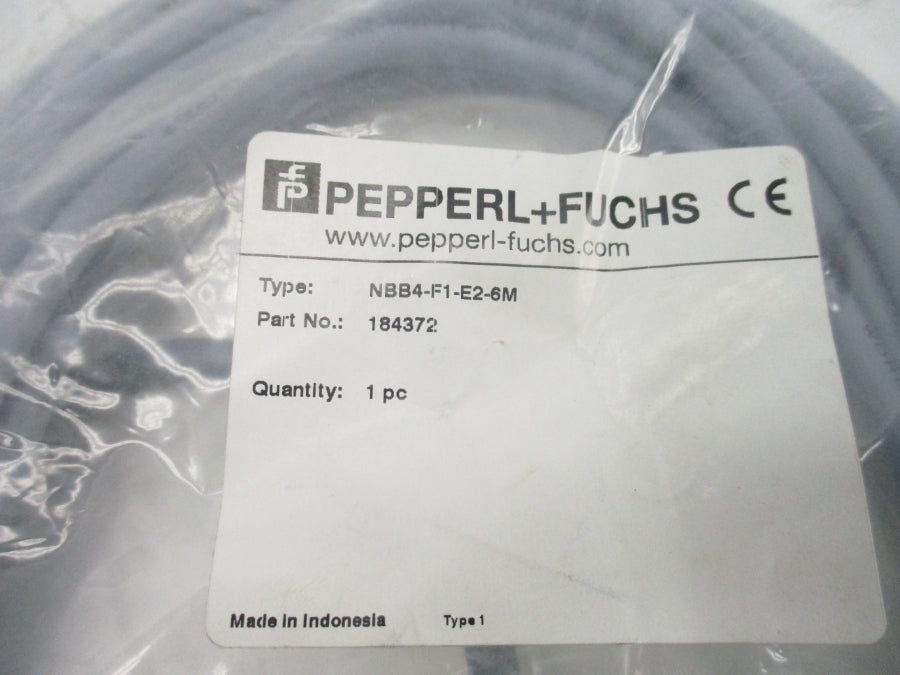 PEPPERL+FUCHS CE
www.pepperl-fuchs.com
Type: NBB4-F1-E2-6M
Part No.: 184372
Quantity: 1 pc
Made in Indonesia Type 1